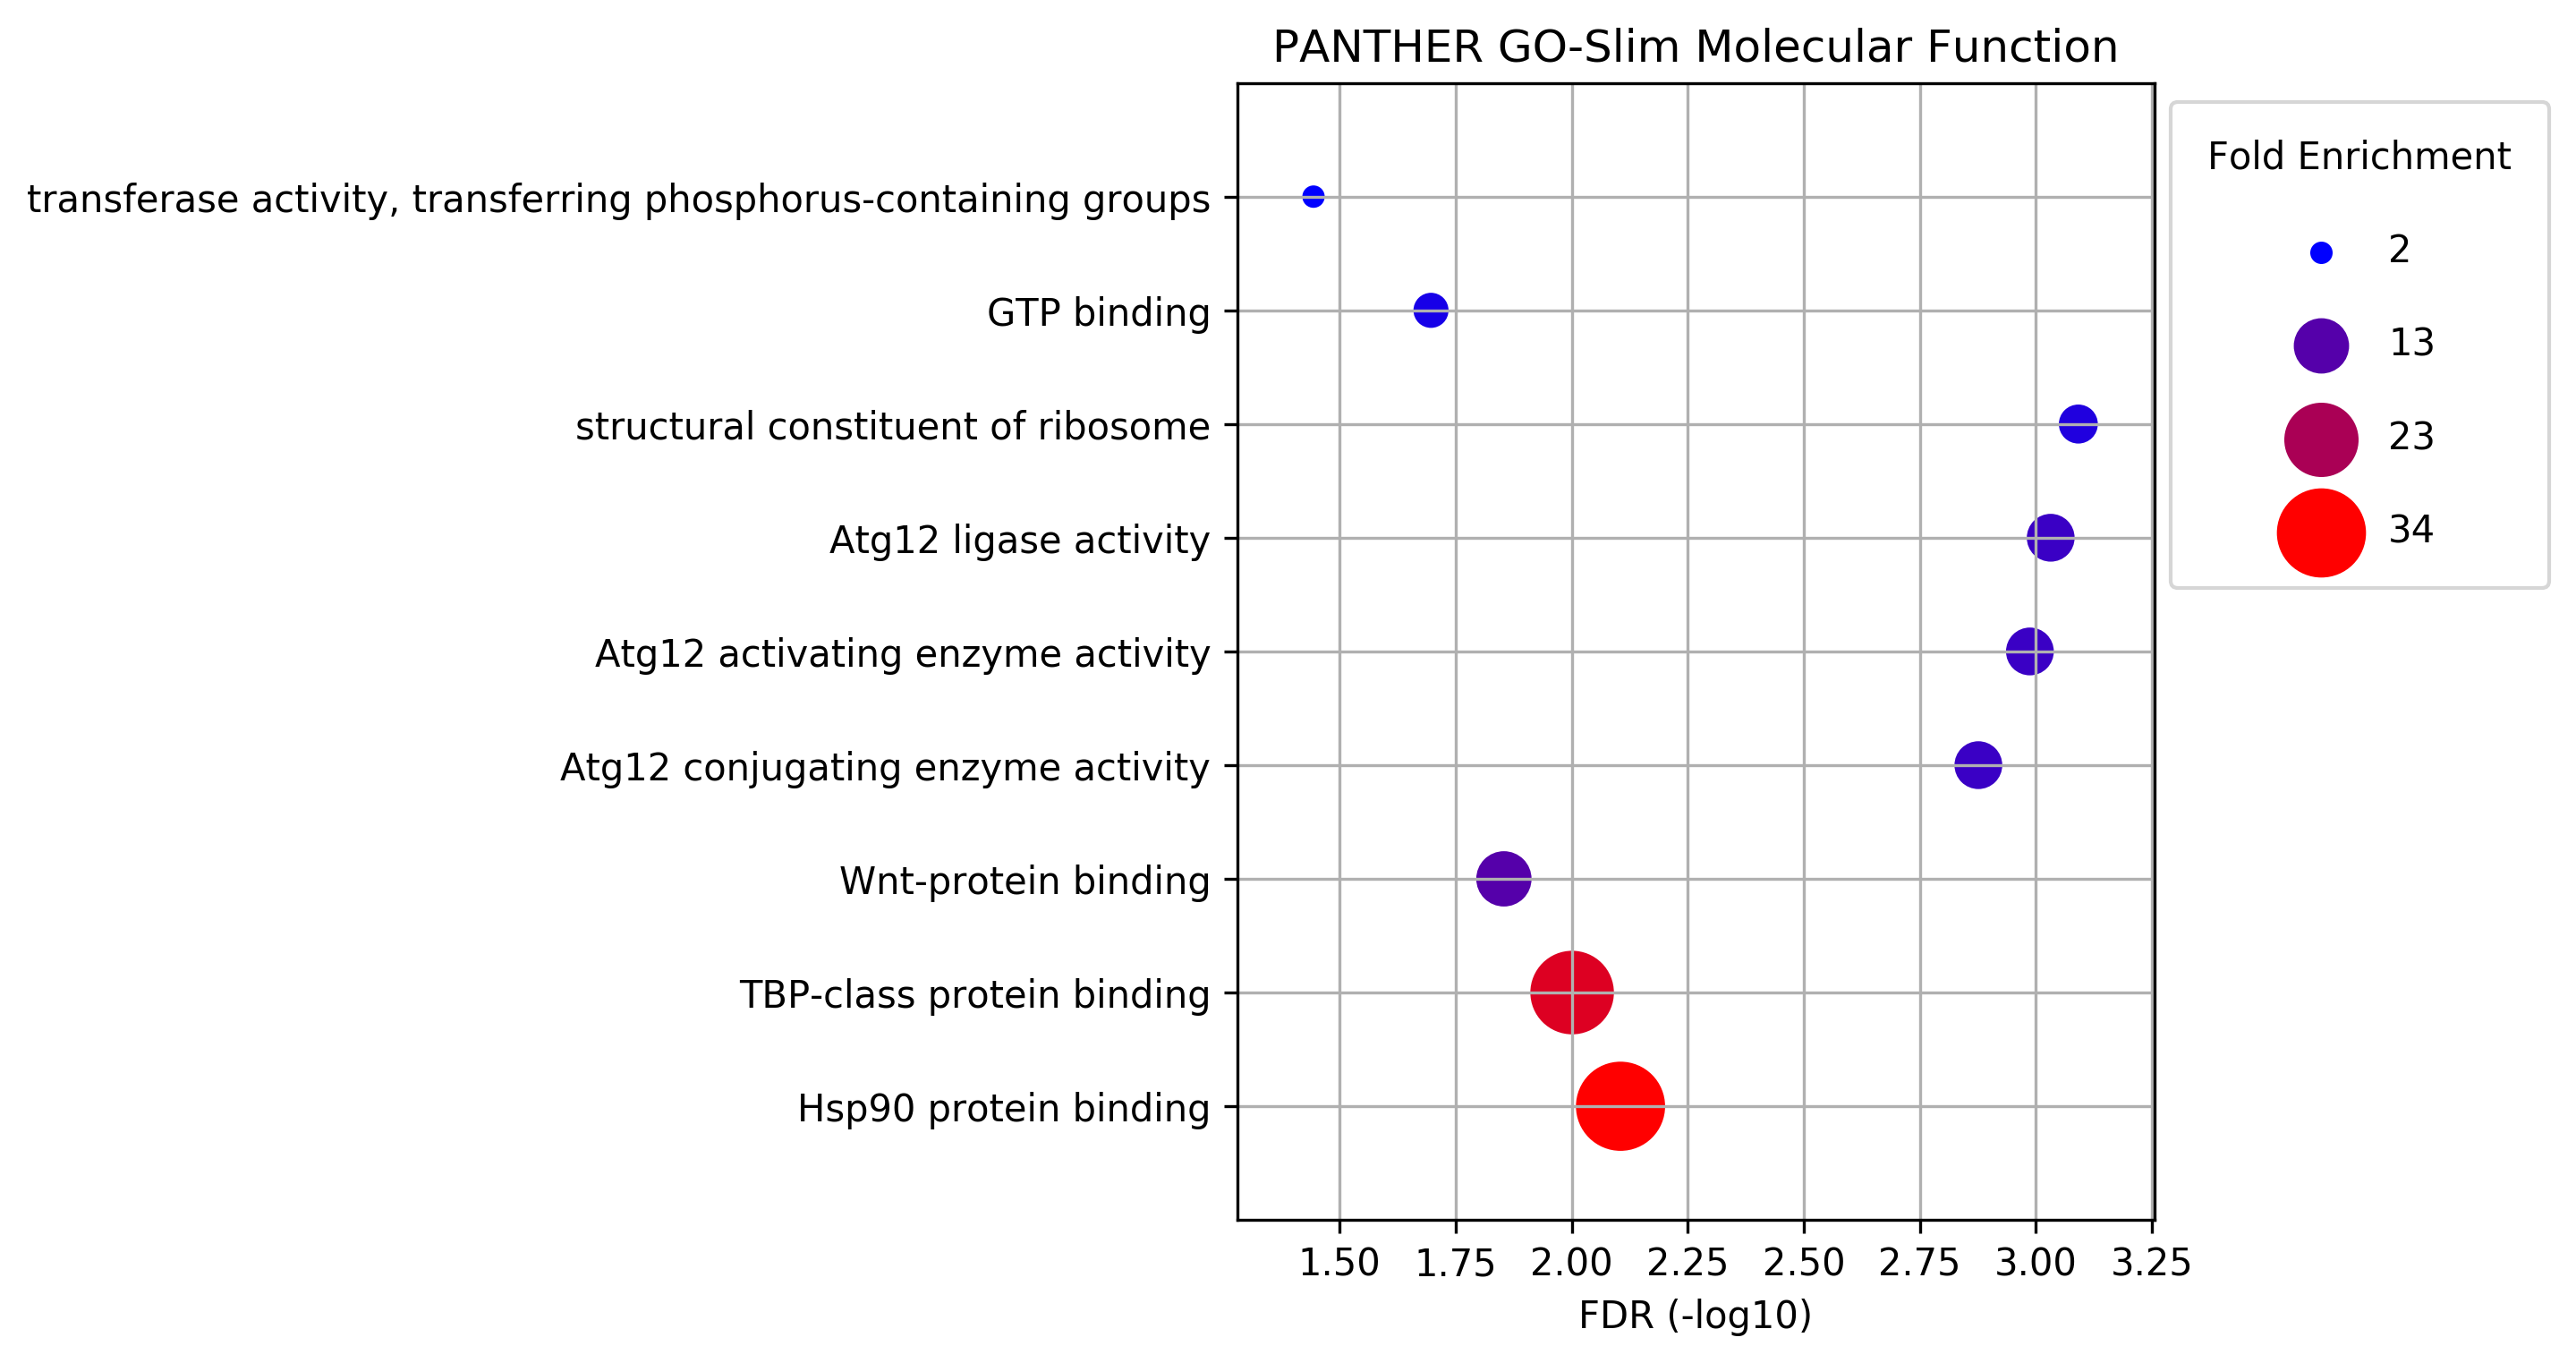 PANTHER GO-Slim Molecular Function
transferase activity, transferring phosphorus-containing groups
GTP binding
structural constituent of ribosome
Atg12 ligase activity
Atg12 activating enzyme activity
Atg12 conjugating enzyme activity
Wnt-protein binding
TBP-class protein binding
Hsp90 protein binding
1.50 1.75 2.00 2.25 2.50 2.75 3.00 3.25
FDR (-log10)
Fold Enrichment
2
13
23
34